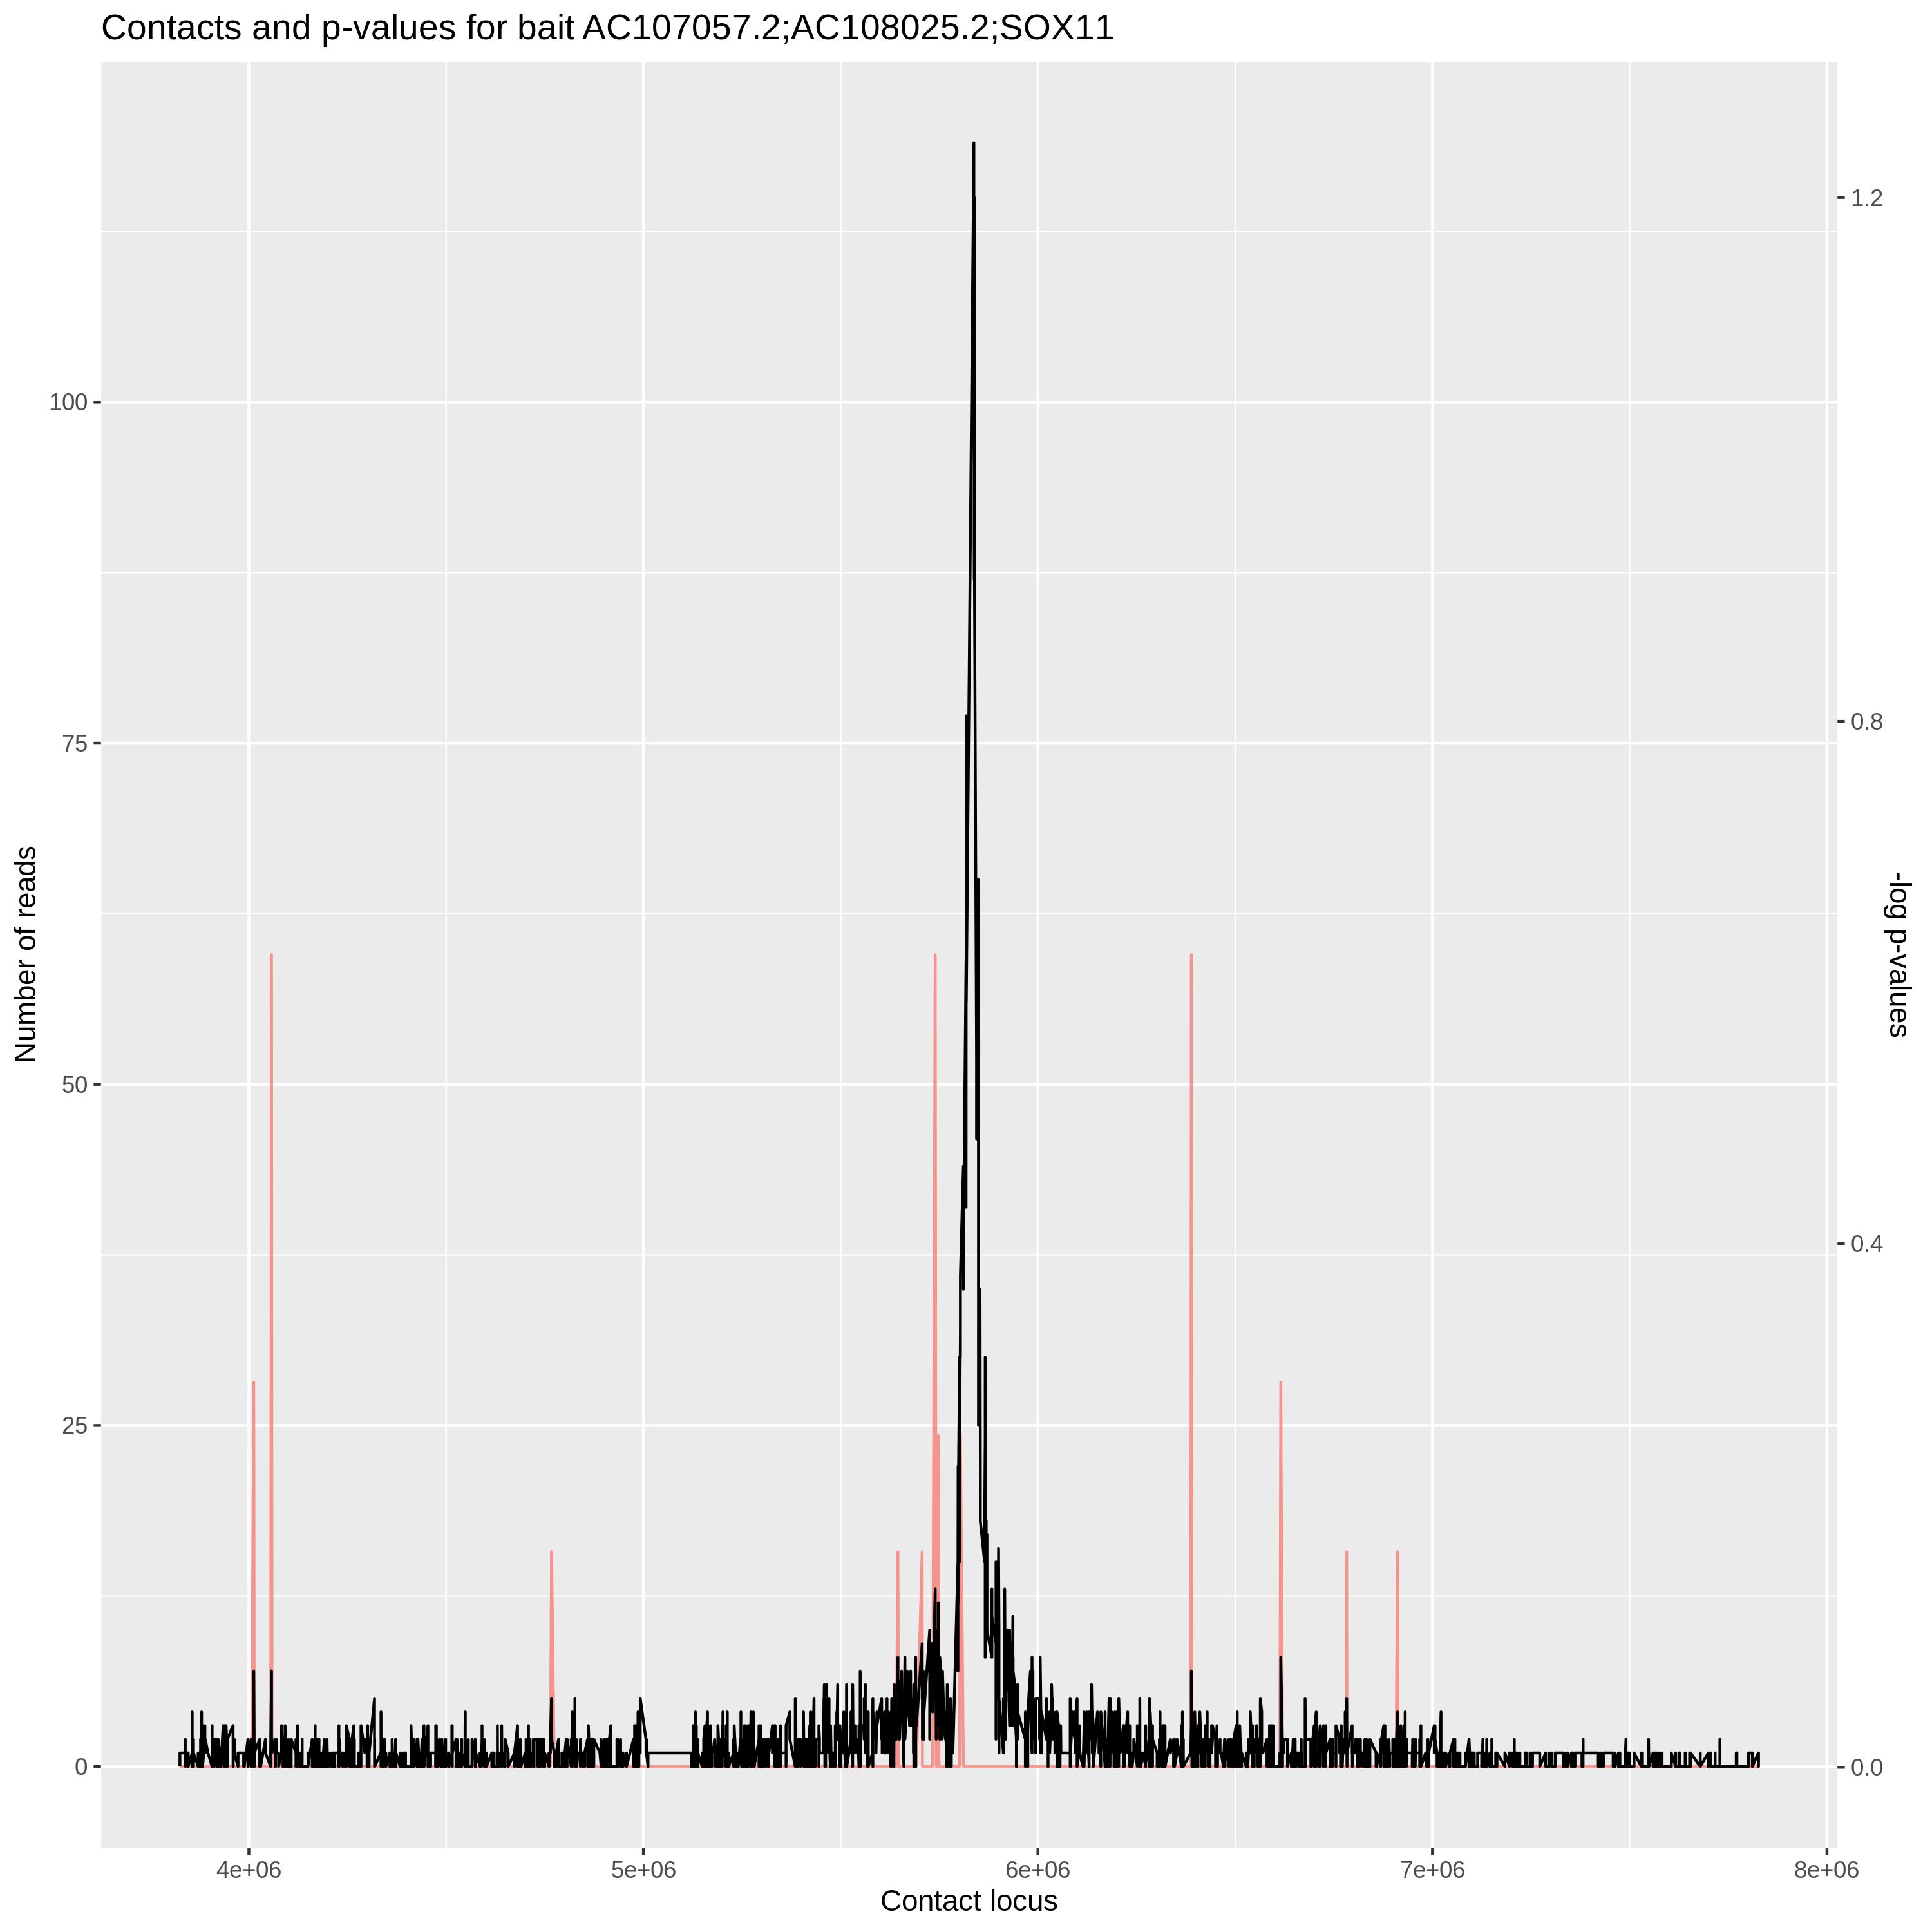 Contacts and p-values for bait AC107057.2;AC108025.2;SOX11
Number of reads
100
75
50
25
0
1.2
0.8
0.4
0.0
-log p-values
4e+06 5e+06 6e+06 7e+06 8e+06
Contact locus